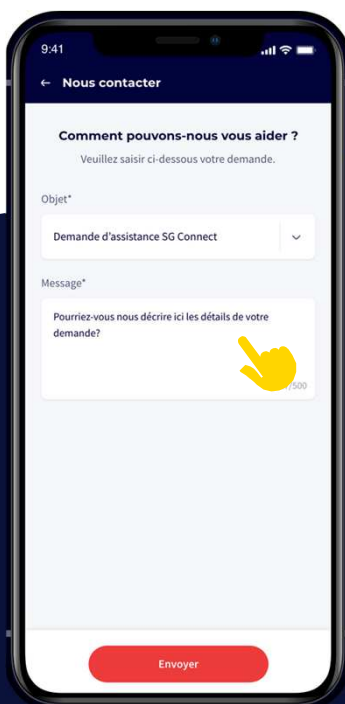 9:41
← Nous contacter
Comment pouvons-nous vous aider ?
Veuillez saisir ci-dessous votre demande.
Objet*
Demande d'assistance SG Connect
Message*
Pourriez-vous nous décrire ici les détails de votre
demande?
/500
Envoyer